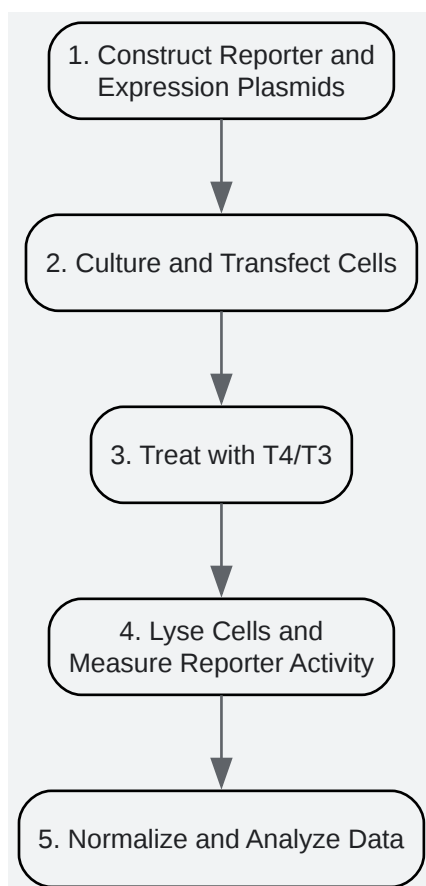 1. Construct Reporter and
Expression Plasmids
2. Culture and Transfect Cells
3. Treat with T4/T3
4. Lyse Cells and
Measure Reporter Activity
5. Normalize and Analyze Data